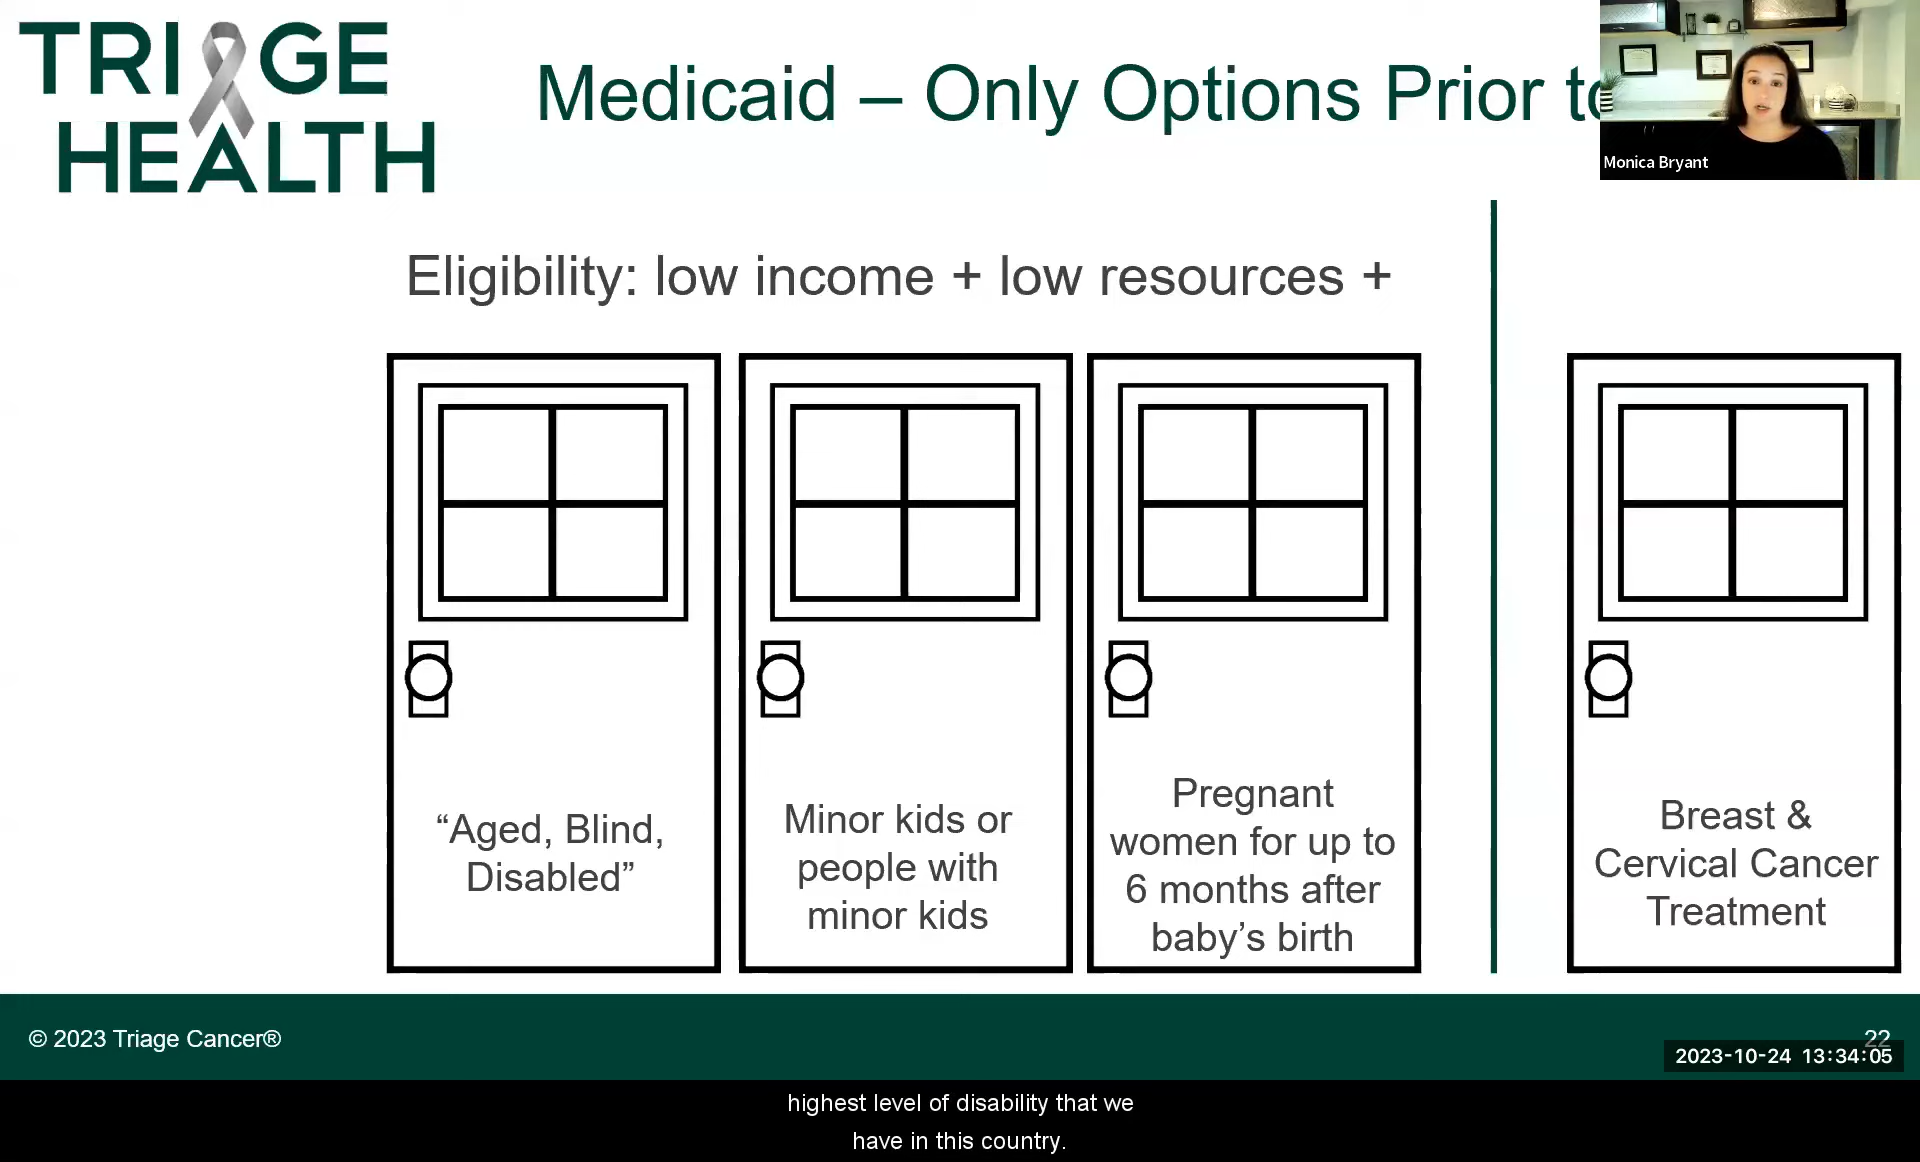 TRIAGE
HEALTH
Medicaid – Only Options Prior to
Monica Bryant
Eligibility: low income + low resources +
“Aged, Blind,
Disabled”
Minor kids or
people with
minor kids
Pregnant
women for up to
6 months after
baby’s birth
Breast &
Cervical Cancer
Treatment
© 2023 Triage Cancer®
22
2023-10-24 13:34:05
highest level of disability that we
have in this country.